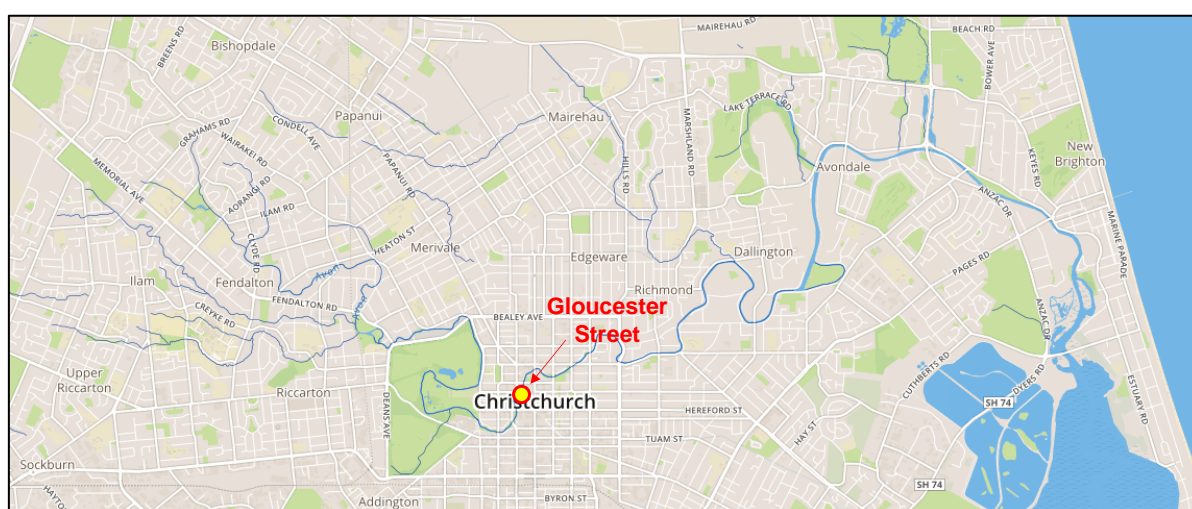 BREENS RD
Bishopdale
MAIREHAU RD
BEACH RD
BOWER AVE
GRAHAMS RD
WAIRAKEI RD
CONDELL AVE
Papanui
Mairehau
LAKE TERRACE RD
MARSHLAND RD
MEMORIAL AVE
AORANGI RD
PAPANUI RD
HILLS RD
Avondale
KEYES RD
New
Brighton
ILAM RD
ANZAC DR
CLYDE RD
HEATON ST
Merivale
Edgeware
Dallington
PAGES RD
MARINE PARADE
Ilam
Fendalton
Avon
Avon
FENDALTON RD
CREYKE RD
Richmond
BEALEY AVE
Gloucester
Street
ANZAC DR
Upper
Riccarton
Riccarton
DEANS AVE
Christchurch
HEREFORD ST
CUTHBERTS RD
DYERS RD
ESTUARY RD
SH 74
TUAM ST
HAY ST
Sockburn
SH 74
Addington
BYRON ST